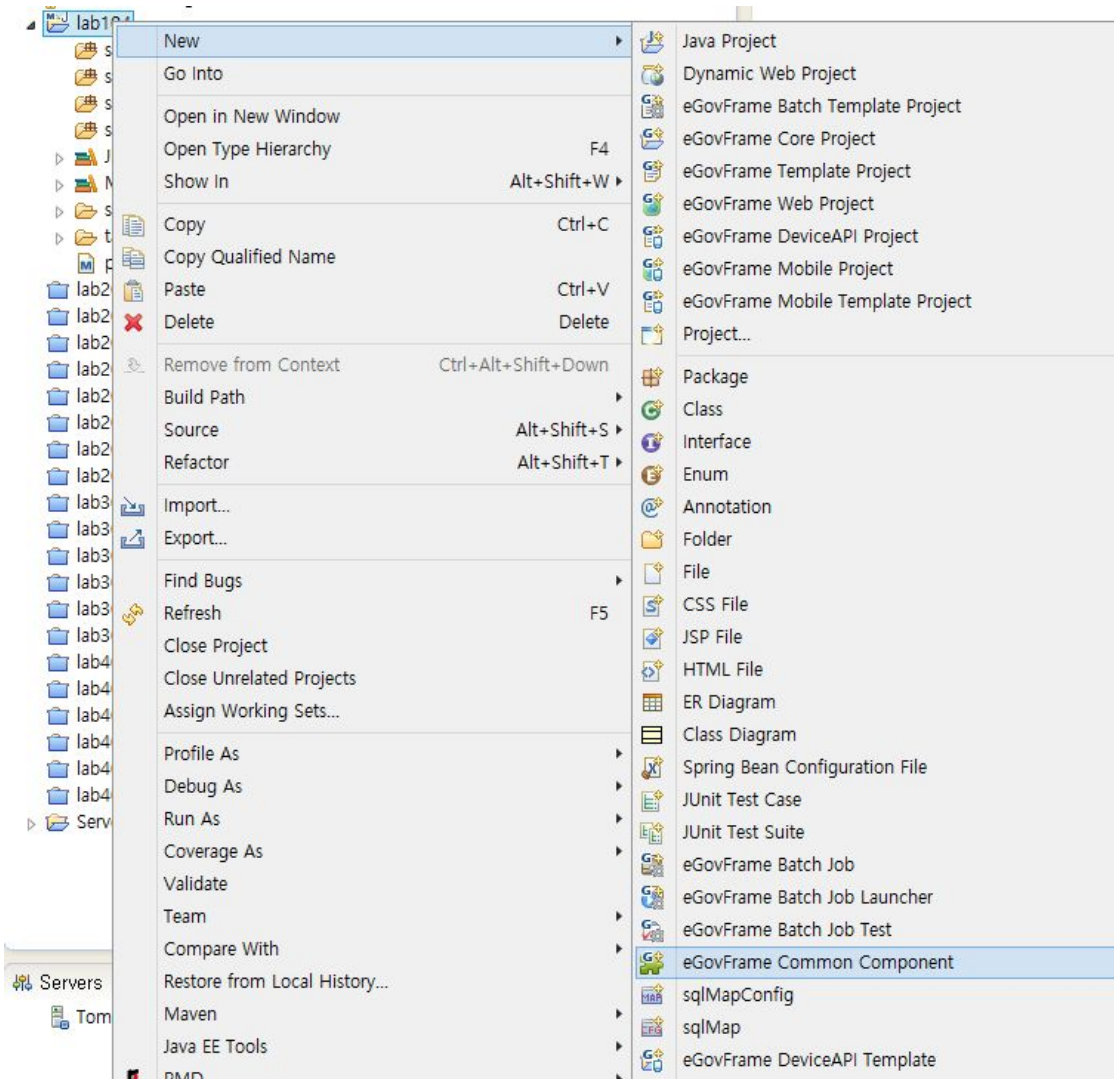 lab104
New
Go Into
Open in New Window
Open Type Hierarchy F4
Show In Alt+Shift+W
Copy Ctrl+C
Copy Qualified Name
Paste Ctrl+V
Delete Delete
Remove from Context Ctrl+Alt+Shift+Down
Build Path
Source Alt+Shift+S
Refactor Alt+Shift+T
Import...
Export...
Find Bugs
Refresh F5
Close Project
Close Unrelated Projects
Assign Working Sets...
Profile As
Debug As
Run As
Coverage As
Validate
Team
Compare With
Restore from Local History...
Maven
Java EE Tools
PMD
Java Project
Dynamic Web Project
eGovFrame Batch Template Project
eGovFrame Core Project
eGovFrame Template Project
eGovFrame Web Project
eGovFrame DeviceAPI Project
eGovFrame Mobile Project
eGovFrame Mobile Template Project
Project...
Package
Class
Interface
Enum
Annotation
Folder
File
CSS File
JSP File
HTML File
ER Diagram
Class Diagram
Spring Bean Configuration File
JUnit Test Case
JUnit Test Suite
eGovFrame Batch Job
eGovFrame Batch Job Launcher
eGovFrame Batch Job Test
eGovFrame Common Component
sqlMapConfig
sqlMap
eGovFrame DeviceAPI Template
Servers
Tom